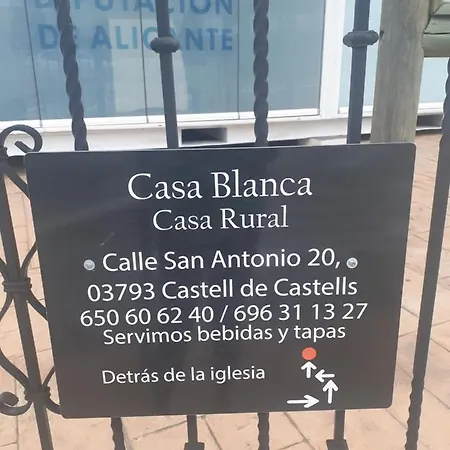 DIPUTACIÓN
DE ALICANTE
Casa Blanca
Casa Rural
Calle San Antonio 20,
03793 Castell de Castells
650 60 62 40 / 696 31 13 27
Servimos bebidas y tapas
Detrás de la iglesia